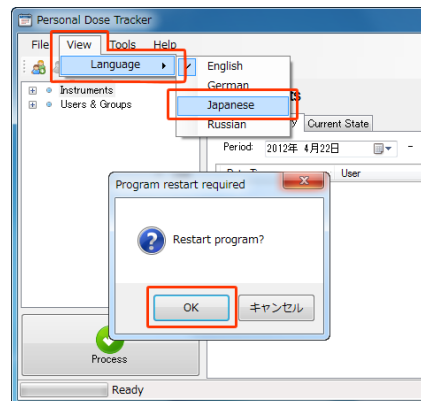 Personal Dose Tracker
File View Tools Help
Language
English
German
Japanese
Russian
Instruments
Users & Groups
Current State
Period: 2012年 4月22日 -
User
Program restart required
Restart program?
OK
キャンセル
Process
Ready